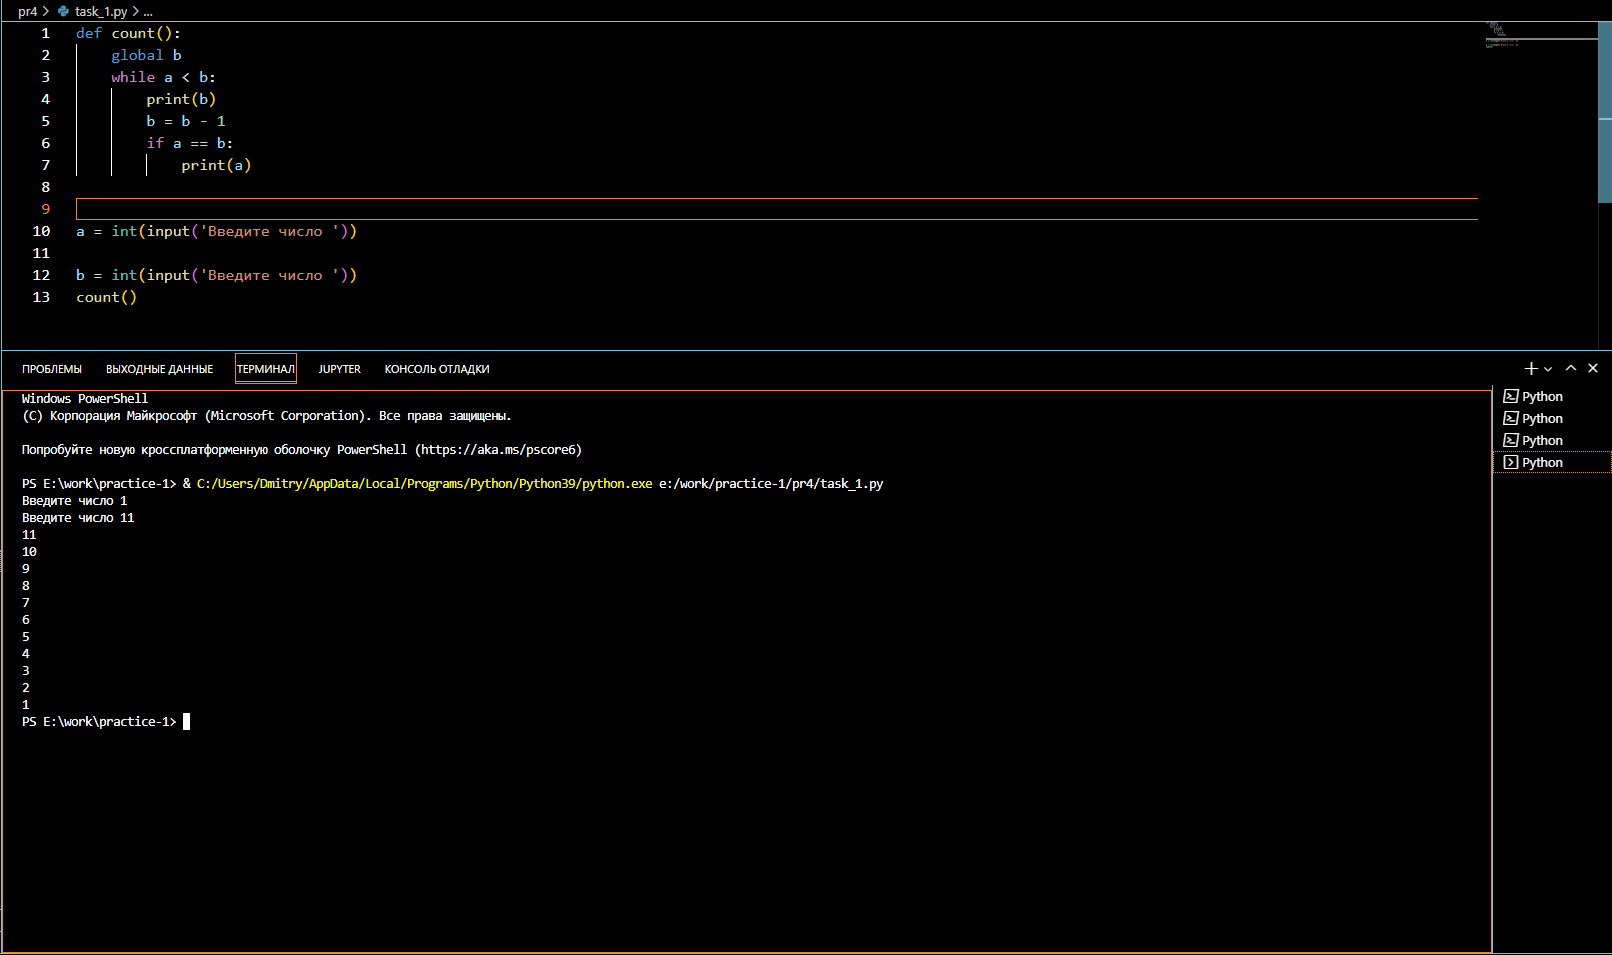 pr4 > task_1.py > ...
1 def count():
2     global b
3     while a < b:
4         print(b)
5         b = b - 1
6         if a == b:
7             print(a)
8
9
10 a = int(input('Введите число '))
11
12 b = int(input('Введите число '))
13 count()
ПРОБЛЕМЫ ВЫХОДНЫЕ ДАННЫЕ ТЕРМИНАЛ JUPYTER КОНСОЛЬ ОТЛАДКИ
Windows PowerShell
(C) Корпорация Майкрософт (Microsoft Corporation). Все права защищены.
Попробуйте новую кроссплатформенную оболочку PowerShell (https://aka.ms/pscore6)
PS E:\work\practice-1> & C:/Users/Dmitry/AppData/Local/Programs/Python/Python39/python.exe e:/work/practice-1/pr4/task_1.py
Введите число 1
Введите число 11
11
10
9
8
7
6
5
4
3
2
1
PS E:\work\practice-1>
Python
Python
Python
Python